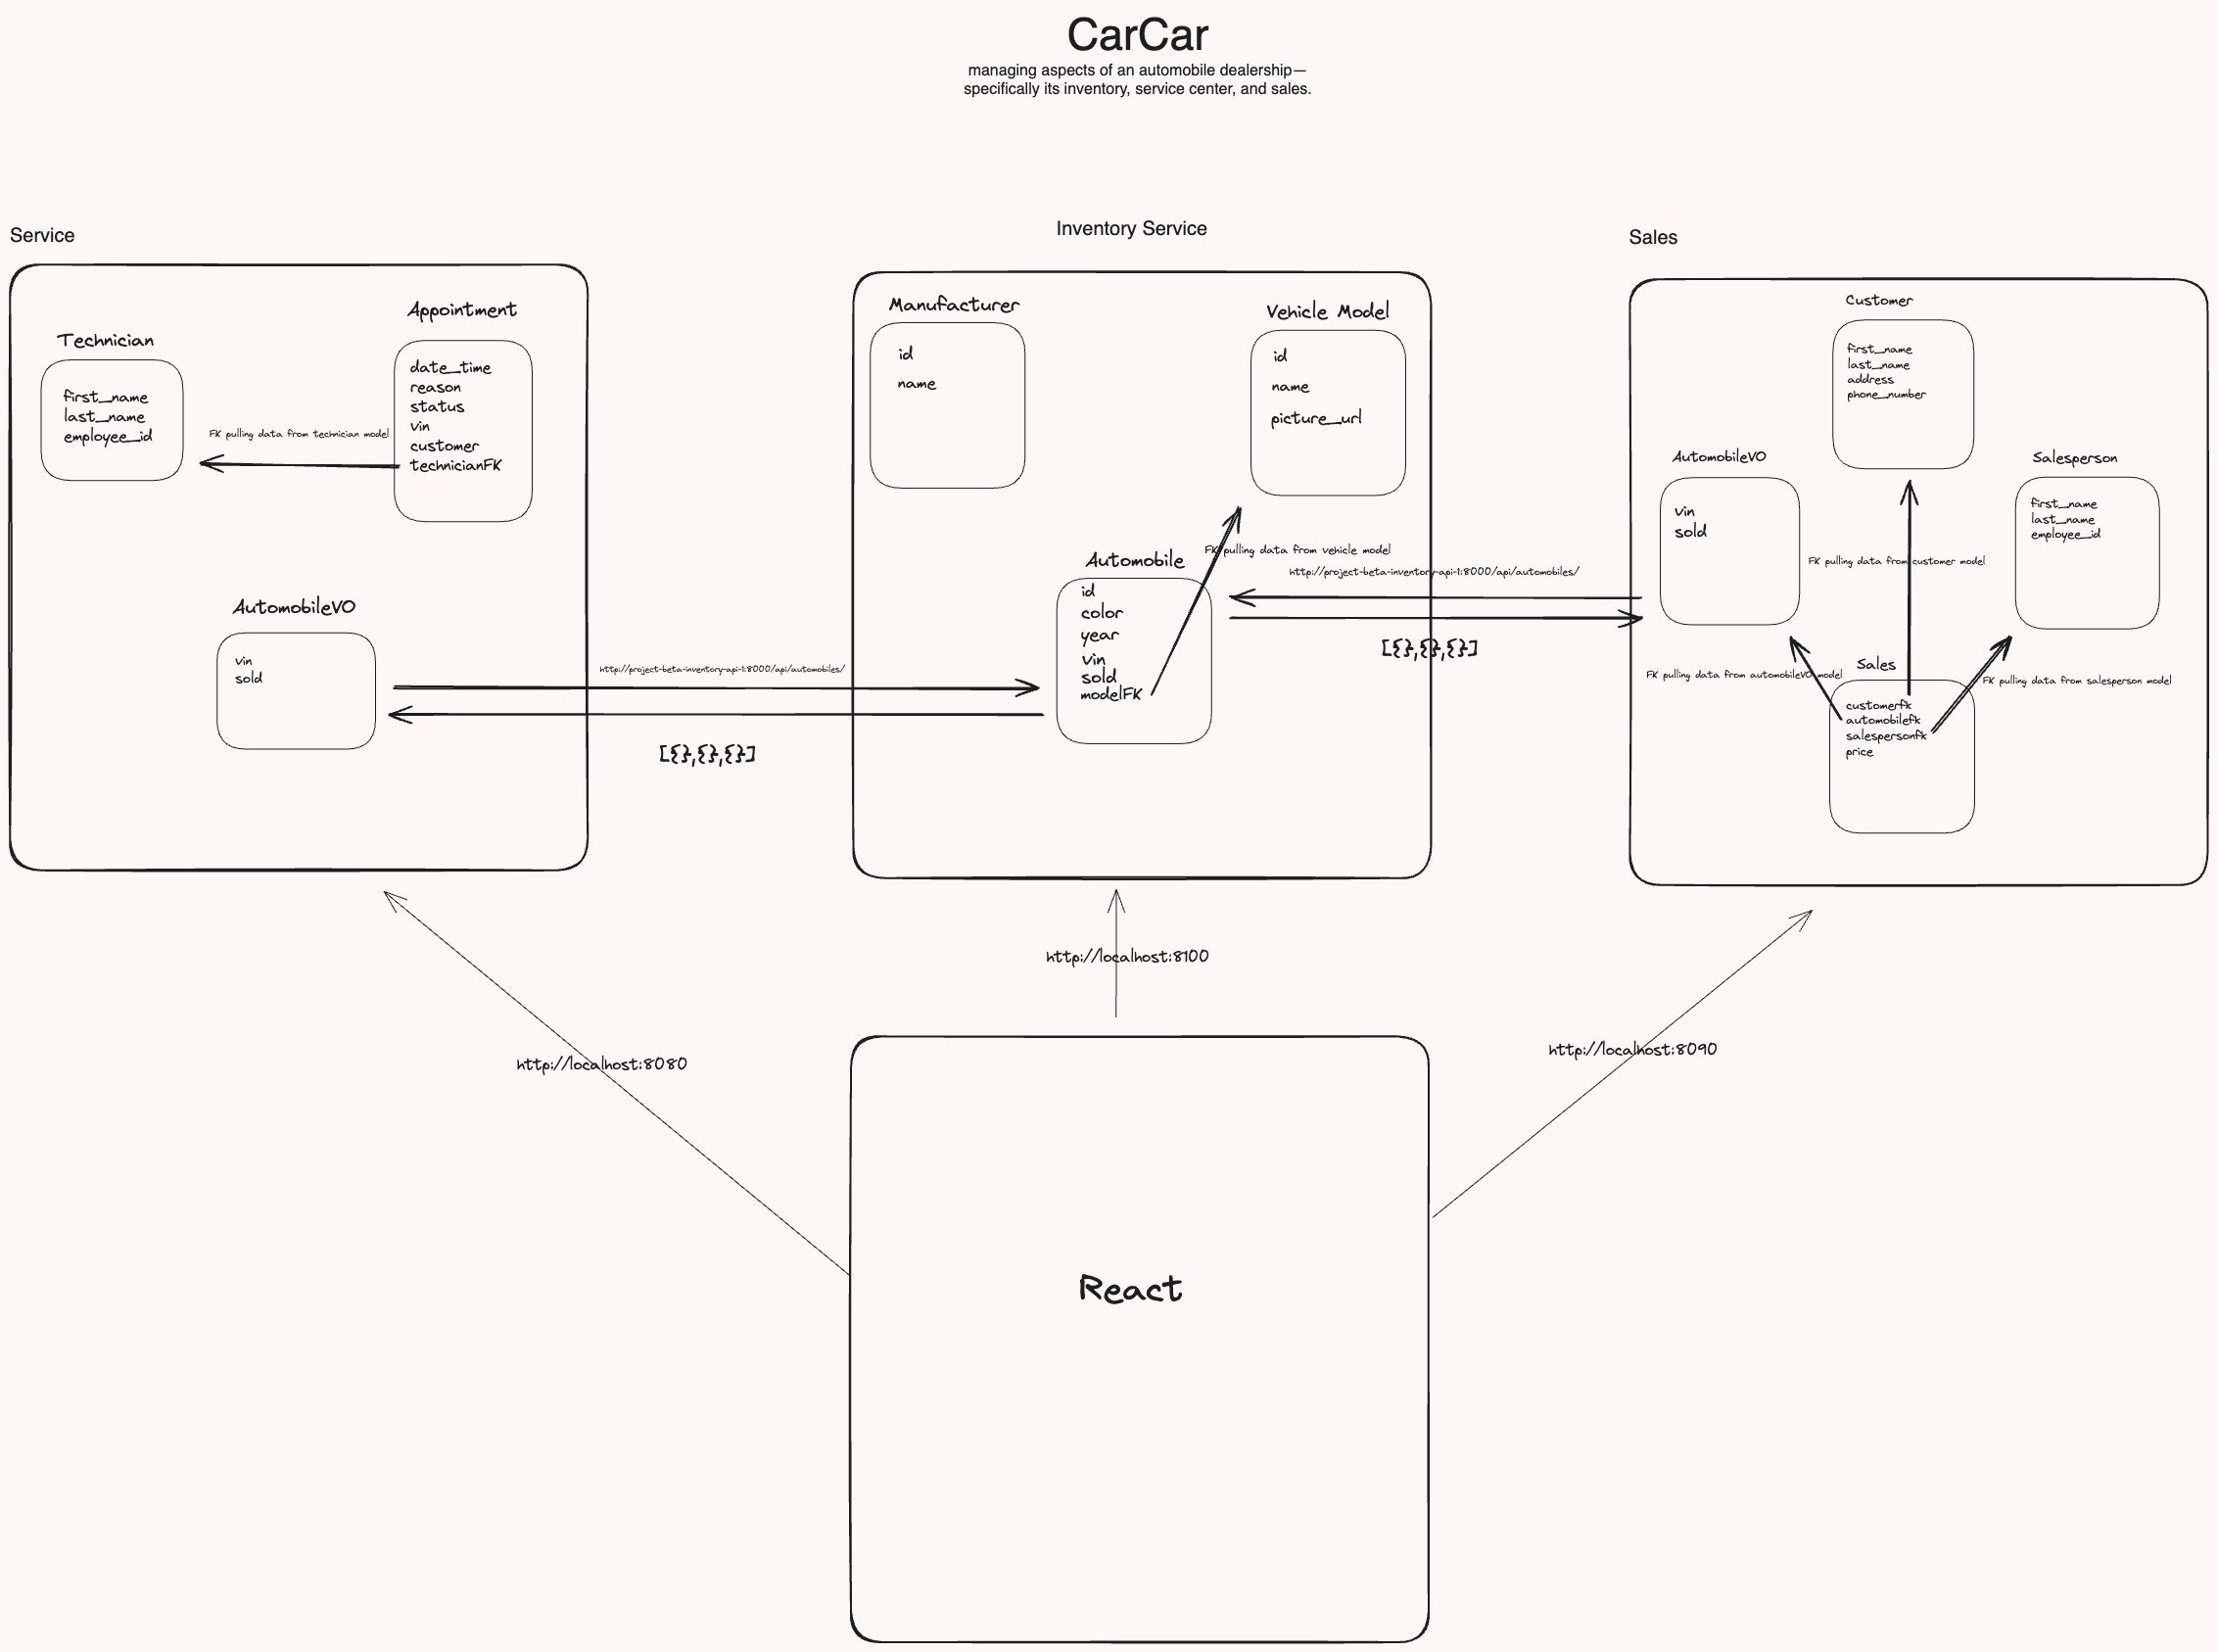 CarCar
managing aspects of an automobile dealership—
specifically its inventory, service center, and sales.
Service
Technician
first_name
last_name
employee_id
FK pulling data from technician model
Appointment
date_time
reason
status
vin
customer
technicianFK
AutomobileVO
vin
sold
http://project-beta-inventory-api-1:8000/api/automobiles/
[{},{},{}]
Inventory Service
Manufacturer
id
name
Vehicle Model
id
name
picture_url
FK pulling data from vehicle model
Automobile
id
color
year
vin
sold
modelFK
http://project-beta-inventory-api-1:8000/api/automobiles/
[{},{},{}]
Sales
Customer
first_name
last_name
address
phone_number
AutomobileVO
vin
sold
FK pulling data from customer model
Salesperson
first_name
last_name
employee_id
FK pulling data from automobileVO model
Sales
FK pulling data from salesperson model
customerfk
automobilefk
salespersonfk
price
http://localhost:8080
http://localhost:8100
http://localhost:8090
React